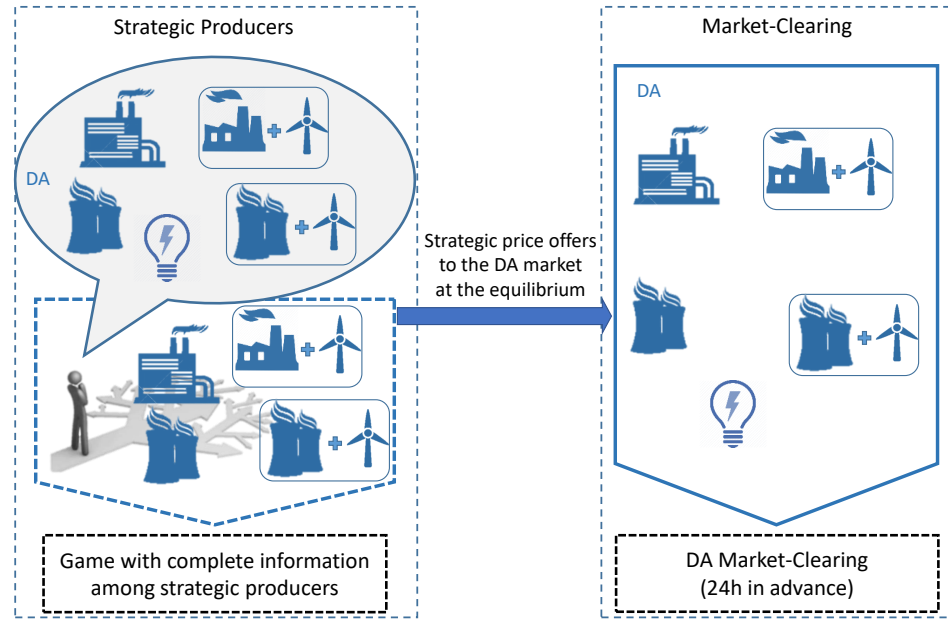 Strategic Producers
DA
Game with complete information
among strategic producers
Strategic price offers
to the DA market
at the equilibrium
Market-Clearing
DA
DA Market-Clearing
(24h in advance)